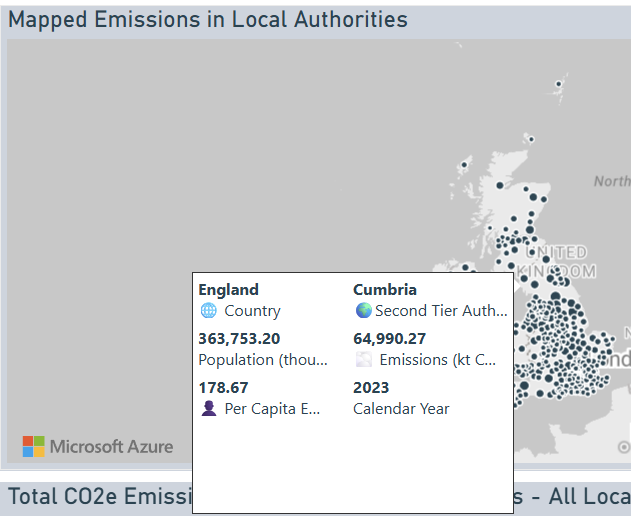 Mapped Emissions in Local Authorities
North
UNITED
KINGDOM
England
Country
Cumbria
Second Tier Auth...
363,753.20
Population (thou...
64,990.27
Emissions (kt C...
178.67
Per Capita E...
2023
Calendar Year
Microsoft Azure
Total CO2e Emissi
s - All Loca